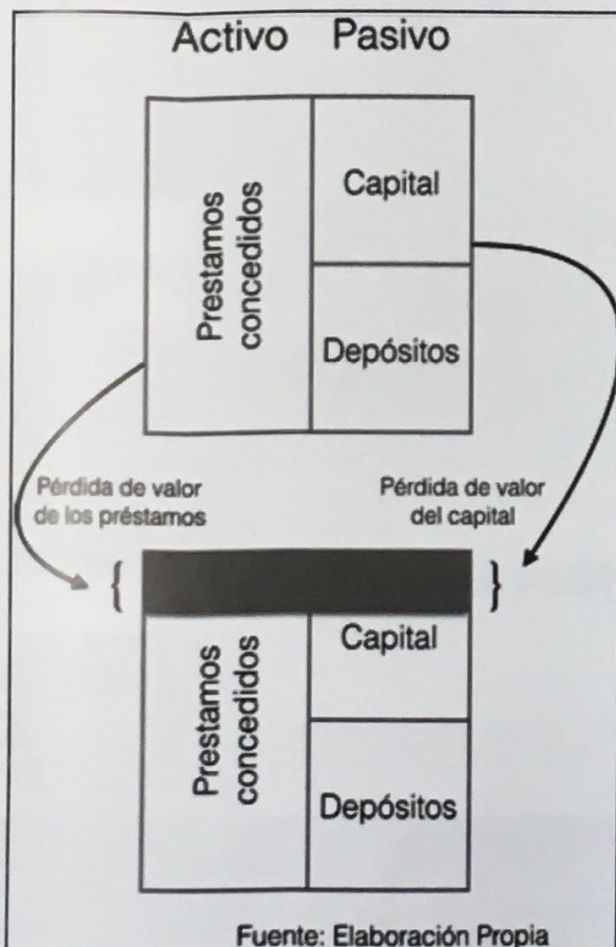 Activo Pasivo
Prestamos
concedidos
Capital
Depósitos
Pérdida de valor
de los préstamos
Pérdida de valor
del capital
{ }
Prestamos
concedidos
Capital
Depósitos
Fuente: Elaboración Propia